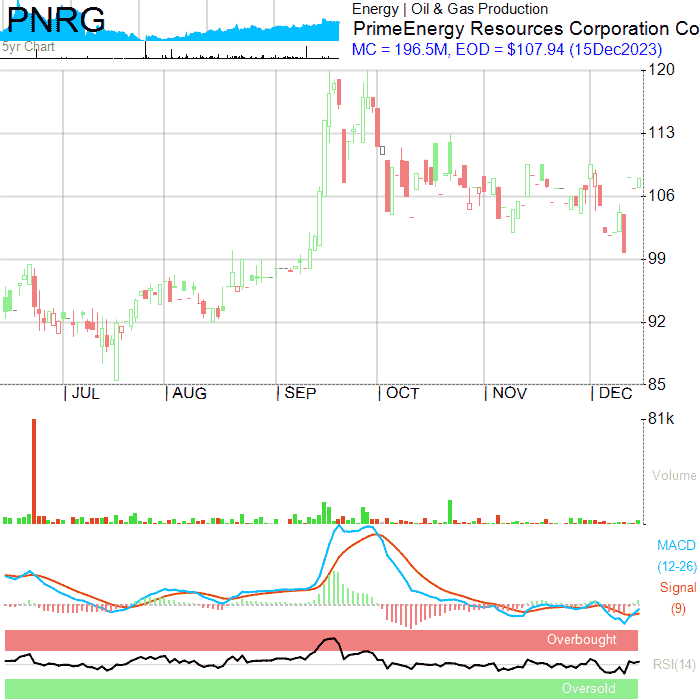 PNRG
5yr Chart
Energy | Oil & Gas Production
PrimeEnergy Resources Corporation Co
MC = 196.5M, EOD = $107.94 (15Dec2023)
120
113
106
99
92
85
| JUL | AUG | SEP | OCT | NOV | DEC
81k
Volume
MACD
(12-26)
Signal
(9)
Overbought
RSI(14)
Oversold